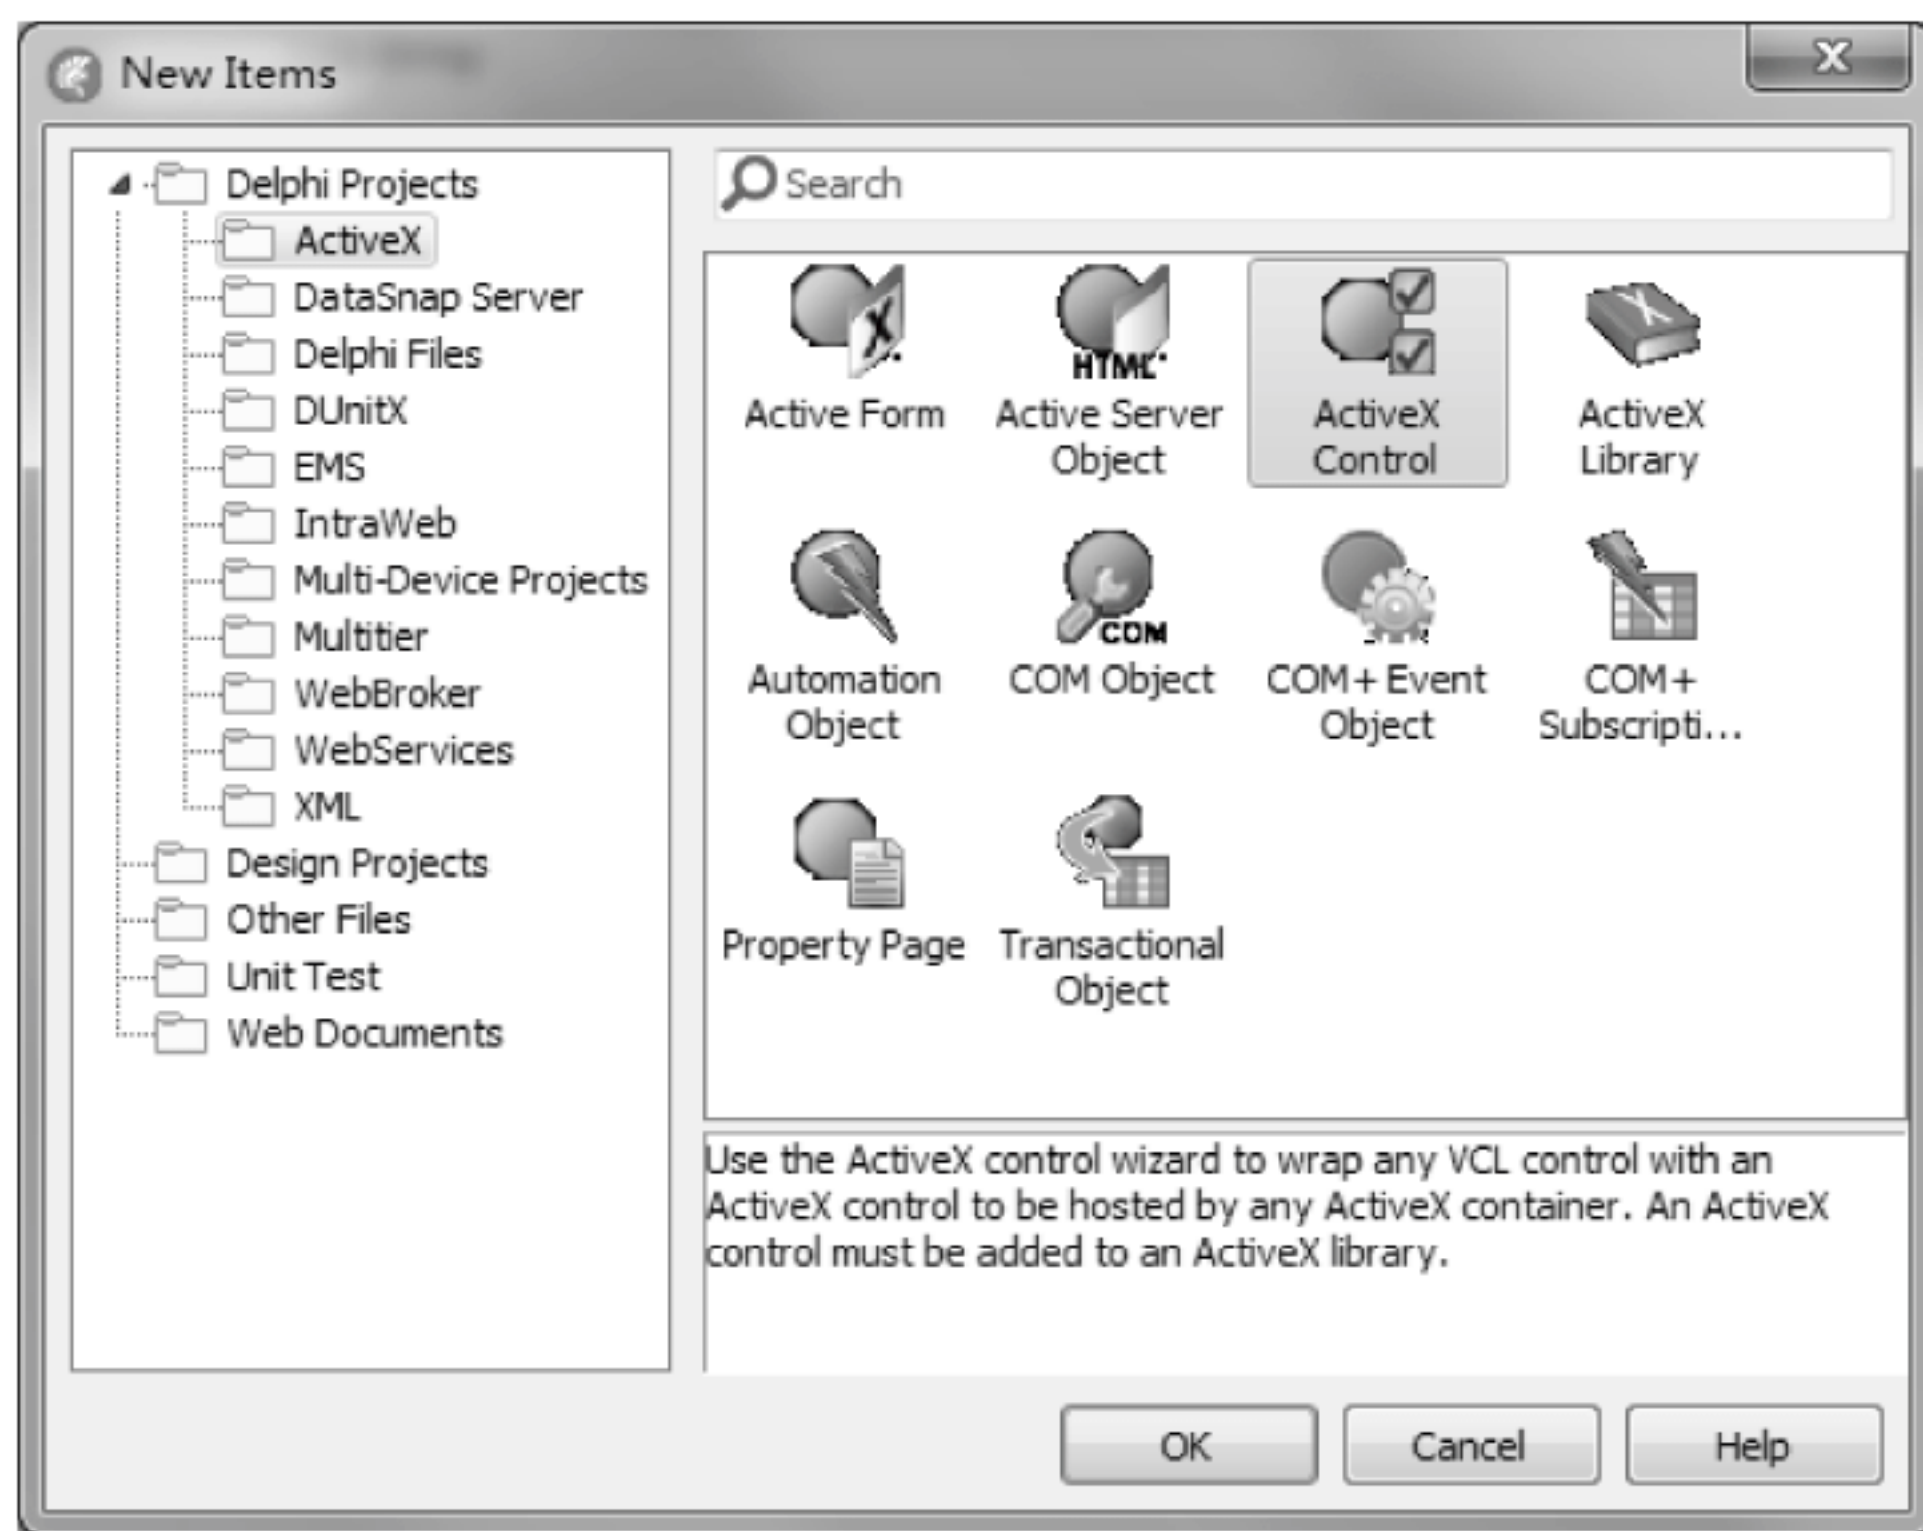 New Items
Delphi Projects
ActiveX
DataSnap Server
Delphi Files
DUnitX
EMS
IntraWeb
Multi-Device Projects
Multitier
WebBroker
WebServices
XML
Design Projects
Other Files
Unit Test
Web Documents
Search
Active Form
HTML
Active Server
Object
ActiveX
Control
ActiveX
Library
Automation
Object
COM
COM Object
COM+ Event
Object
COM+
Subscripti...
Property Page
Transactional
Object
Use the ActiveX control wizard to wrap any VCL control with an
ActiveX control to be hosted by any ActiveX container. An ActiveX
control must be added to an ActiveX library.
OK
Cancel
Help